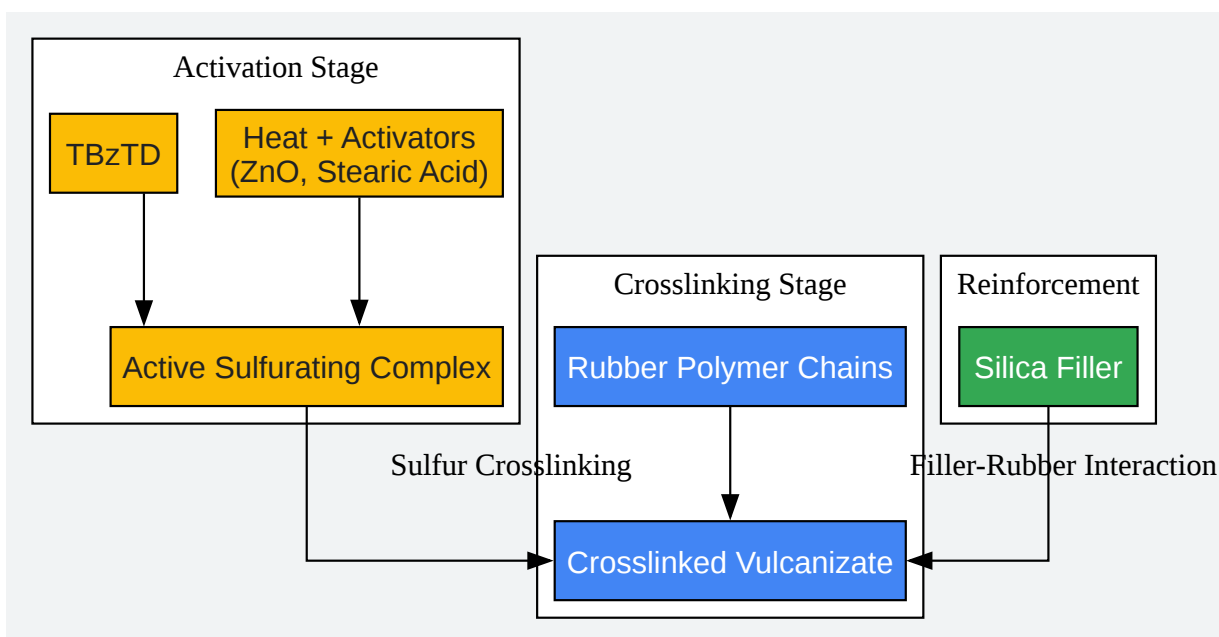 Activation Stage
TBzTD
Heat + Activators
(ZnO, Stearic Acid)
Active Sulfurating Complex
Crosslinking Stage
Rubber Polymer Chains
Reinforcement
Silica Filler
Sulfur Crosslinking
Filler-Rubber Interaction
Crosslinked Vulcanizate